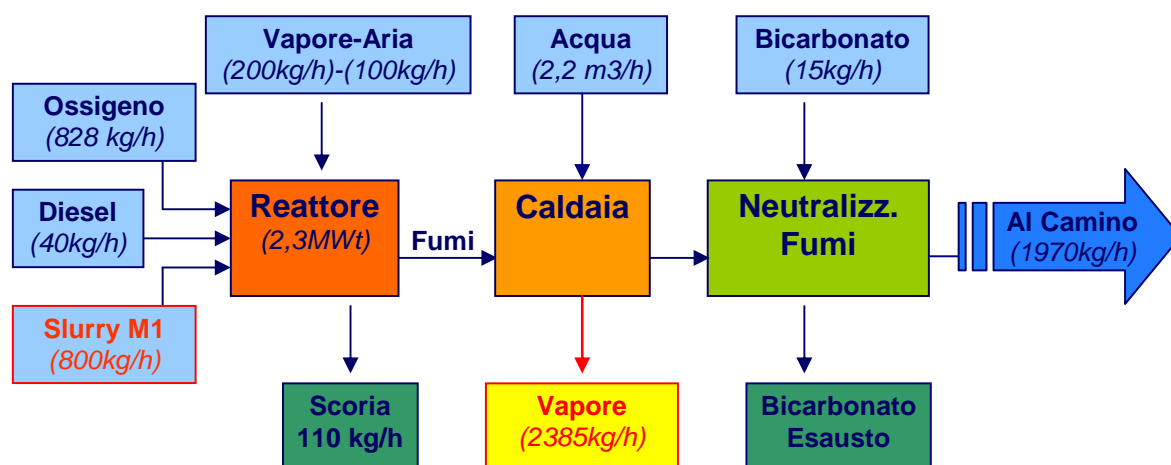 Vapore-Aria
(200kg/h)-(100kg/h)
Acqua
(2,2 m3/h)
Bicarbonato
(15kg/h)
Ossigeno
(828 kg/h)
Diesel
(40kg/h)
Slurry M1
(800kg/h)
Reattore
(2,3MWt)
Fumi
Caldaia
Neutralizz.
Fumi
Al Camino
(1970kg/h)
Scoria
110 kg/h
Vapore
(2385kg/h)
Bicarbonato
Esausto